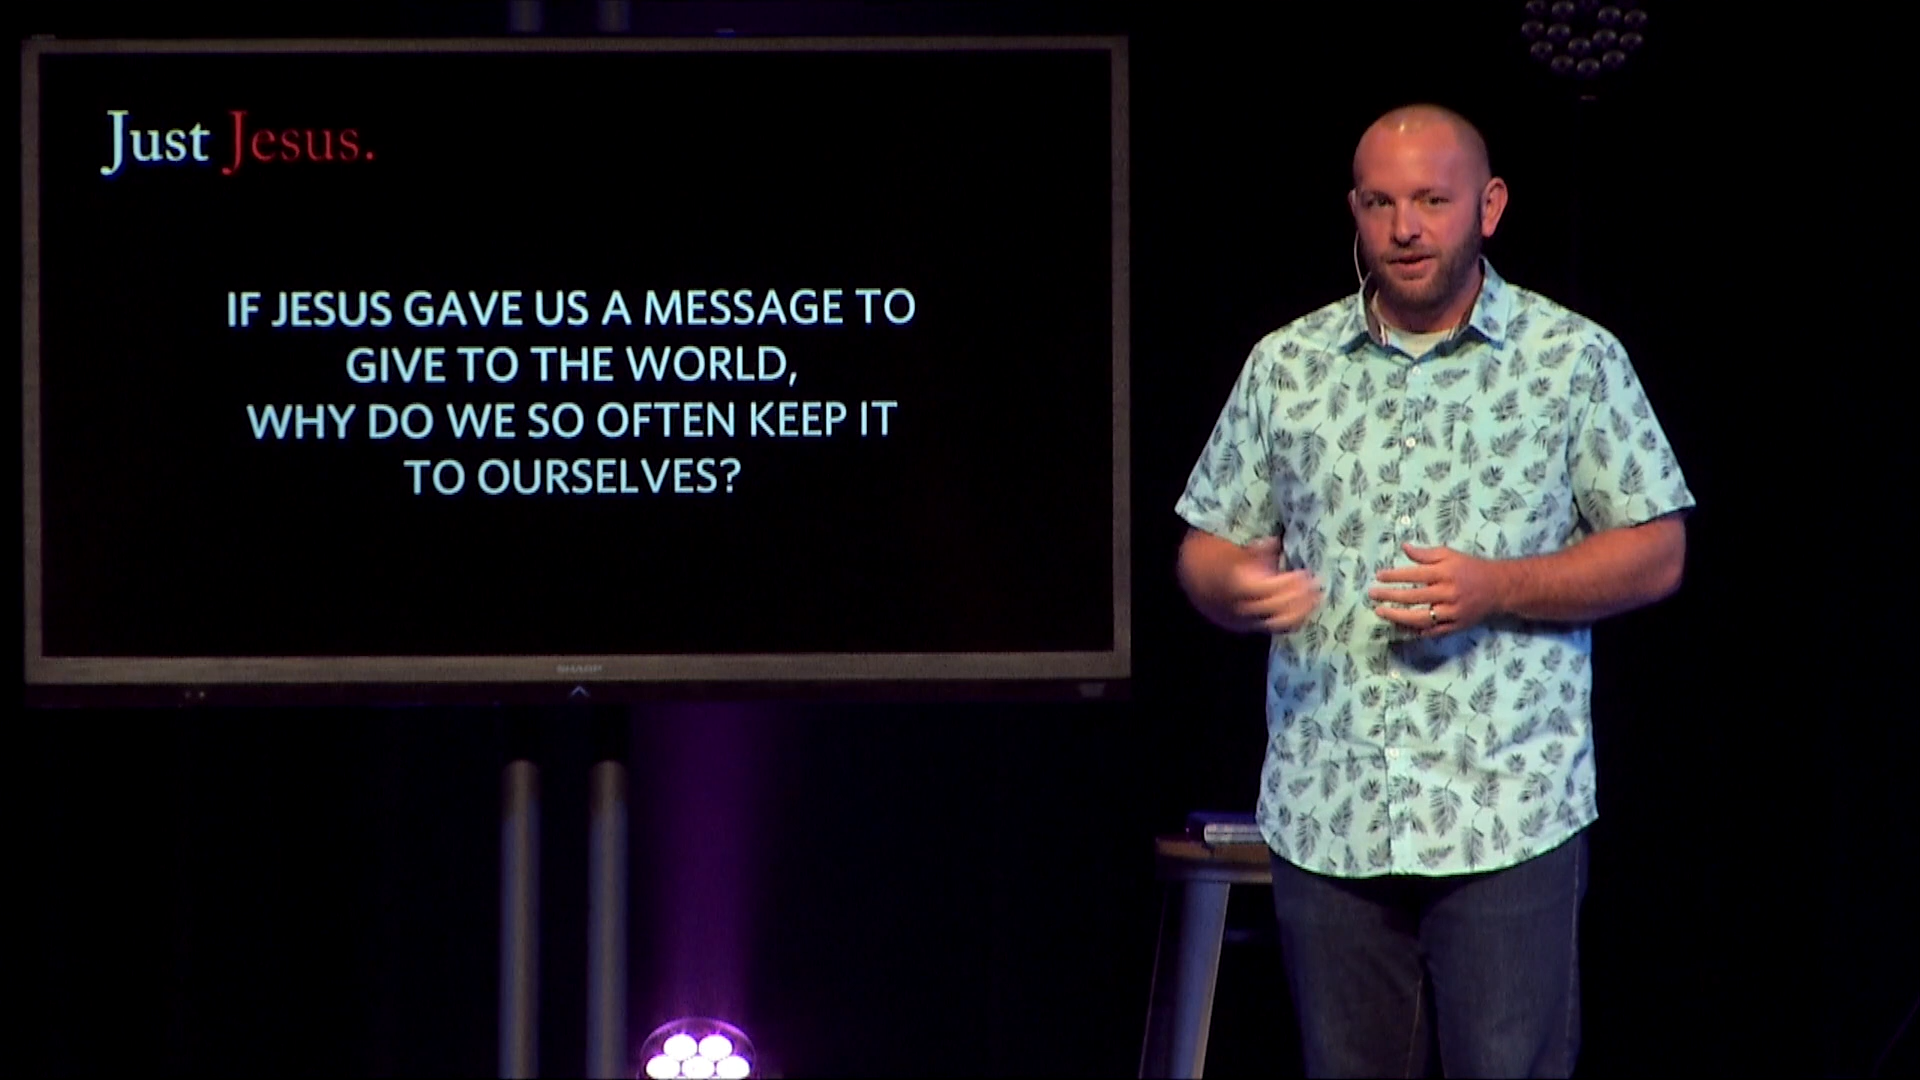 Just Jesus.
IF JESUS GAVE US A MESSAGE TO
GIVE TO THE WORLD,
WHY DO WE SO OFTEN KEEP IT
TO OURSELVES?
SHARP